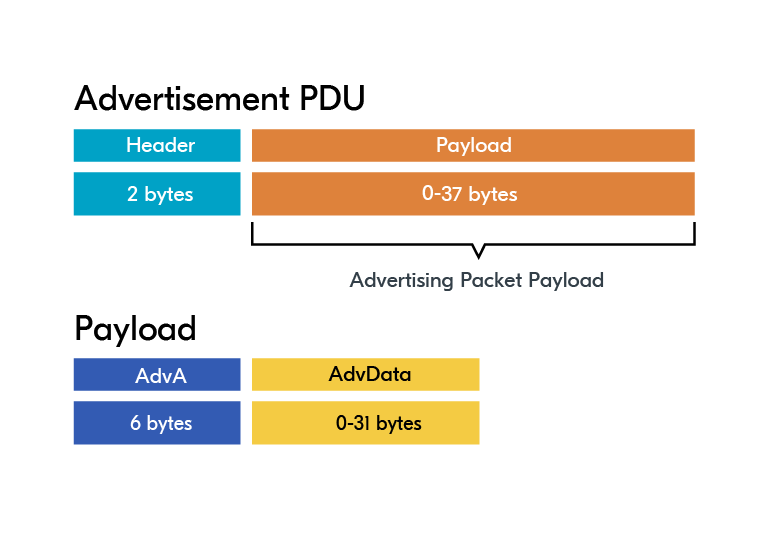 Advertisement PDU
Header
Payload
2 bytes
0-37 bytes
Advertising Packet Payload
Payload
AdvA
AdvData
6 bytes
0-31 bytes